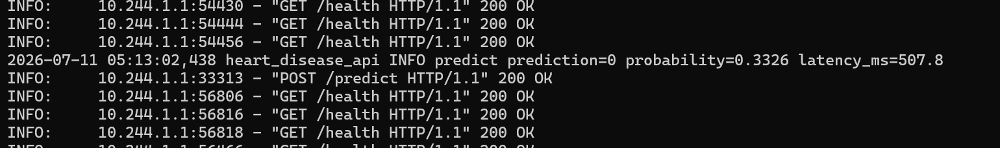 INFO:     10.244.1.1:54430 - "GET /health HTTP/1.1" 200 OK
INFO:     10.244.1.1:54444 - "GET /health HTTP/1.1" 200 OK
INFO:     10.244.1.1:54456 - "GET /health HTTP/1.1" 200 OK
2026-07-11 05:13:02,438 heart_disease_api INFO predict prediction=0 probability=0.3326 latency_ms=507.8
INFO:     10.244.1.1:33313 - "POST /predict HTTP/1.1" 200 OK
INFO:     10.244.1.1:56806 - "GET /health HTTP/1.1" 200 OK
INFO:     10.244.1.1:56816 - "GET /health HTTP/1.1" 200 OK
INFO:     10.244.1.1:56818 - "GET /health HTTP/1.1" 200 OK